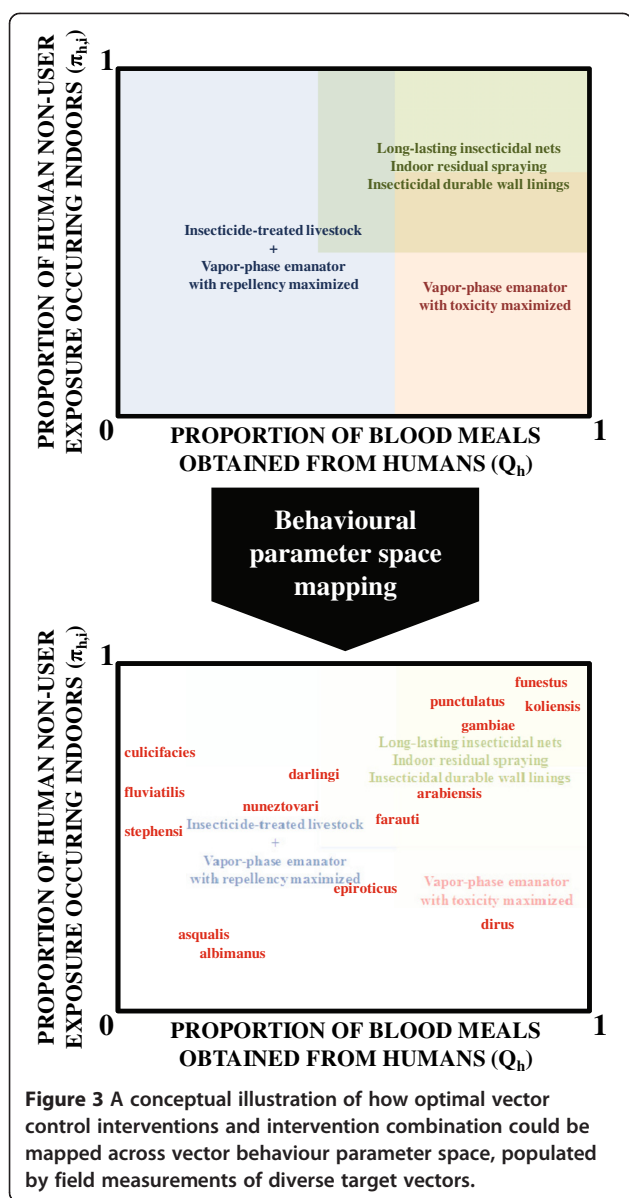 PROPORTION OF HUMAN NON-USER
EXPOSURE OCCURING INDOORS (πh,i)
1
Long-lasting insecticidal nets
Indoor residual spraying
Insecticidal durable wall linings
Insecticide-treated livestock
+
Vapor-phase emanator
with repellency maximized
Vapor-phase emanator
with toxicity maximized
0
PROPORTION OF BLOOD MEALS
OBTAINED FROM HUMANS (Qh)
1
Behavioural
parameter space
mapping
PROPORTION OF HUMAN NON-USER
EXPOSURE OCCURING INDOORS (πh,i)
1
funestus
punctulatus
koliensis
gambiae
Long-lasting insecticidal nets
Indoor residual spraying
Insecticidal durable wall linings
culicifacies
darlingi
fluviatilis
arabiensis
nuneztovari
farauti
stephensi
Insecticide-treated livestock
+
Vapor-phase emanator
with repellency maximized
epiroticus
Vapor-phase emanator
with toxicity maximized
dirus
asqualis
albimanus
0
PROPORTION OF BLOOD MEALS
OBTAINED FROM HUMANS (Qh)
1
Figure 3 A conceptual illustration of how optimal vector
control interventions and intervention combination could be
mapped across vector behaviour parameter space, populated
by field measurements of diverse target vectors.